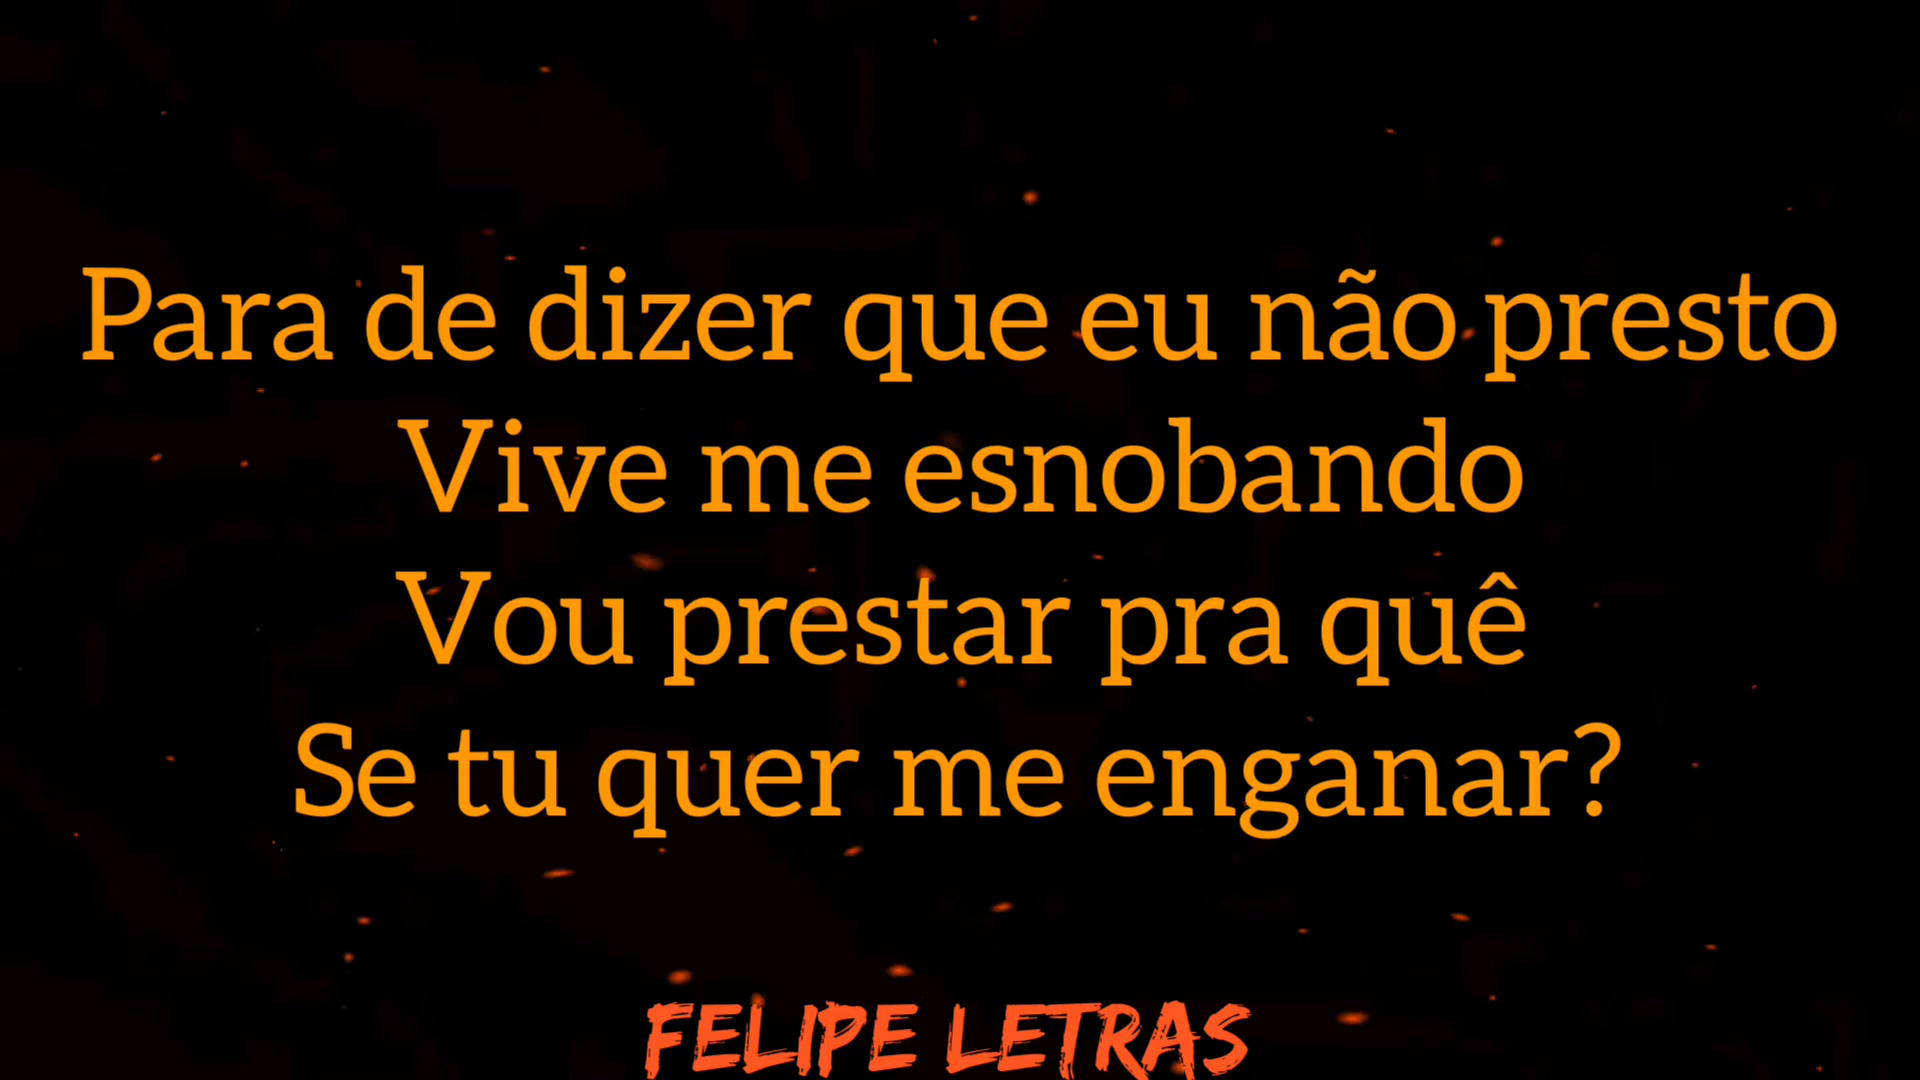 Para de dizer que eu não presto
Vive me esnobando
Vou prestar pra quê
Se tu quer me enganar?
FELIPE LETRAS